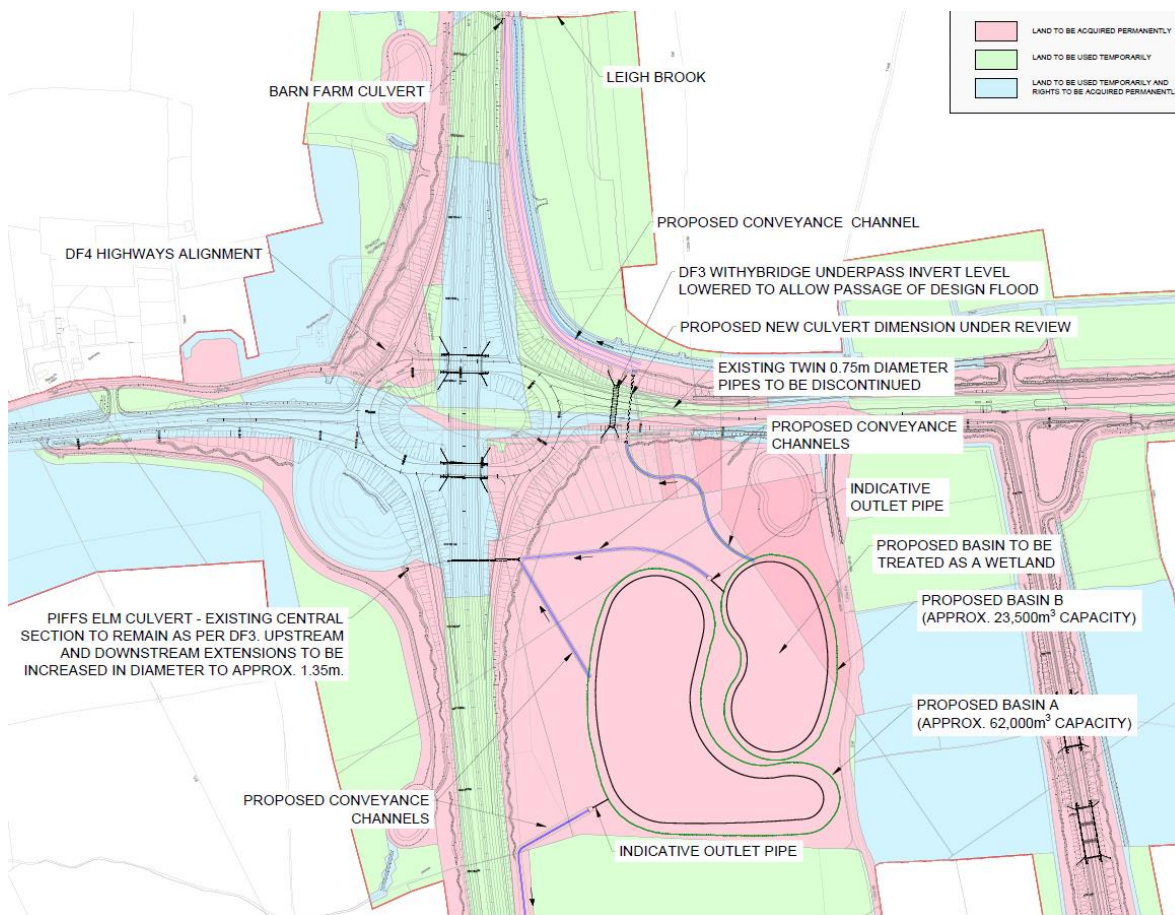 LAND TO BE ACQUIRED PERMANENTLY
LAND TO BE USED TEMPORARILY
LAND TO BE USED TEMPORARILY AND
RIGHTS TO BE ACQUIRED PERMANENTL
LEIGH BROOK
BARN FARM CULVERT
PROPOSED CONVEYANCE CHANNEL
DF4 HIGHWAYS ALIGNMENT
DF3 WITHYBRIDGE UNDERPASS INVERT LEVEL
LOWERED TO ALLOW PASSAGE OF DESIGN FLOOD
PROPOSED NEW CULVERT DIMENSION UNDER REVIEW
EXISTING TWIN 0.75m DIAMETER
PIPES TO BE DISCONTINUED
PROPOSED CONVEYANCE
CHANNELS
INDICATIVE
OUTLET PIPE
PROPOSED BASIN TO BE
TREATED AS A WETLAND
PROPOSED BASIN B
(APPROX. 23,500m³ CAPACITY)
PIFFS ELM CULVERT - EXISTING CENTRAL
SECTION TO REMAIN AS PER DF3. UPSTREAM
AND DOWNSTREAM EXTENSIONS TO BE
INCREASED IN DIAMETER TO APPROX. 1.35m.
PROPOSED BASIN A
(APPROX. 62,000m³ CAPACITY)
PROPOSED CONVEYANCE
CHANNELS
INDICATIVE OUTLET PIPE